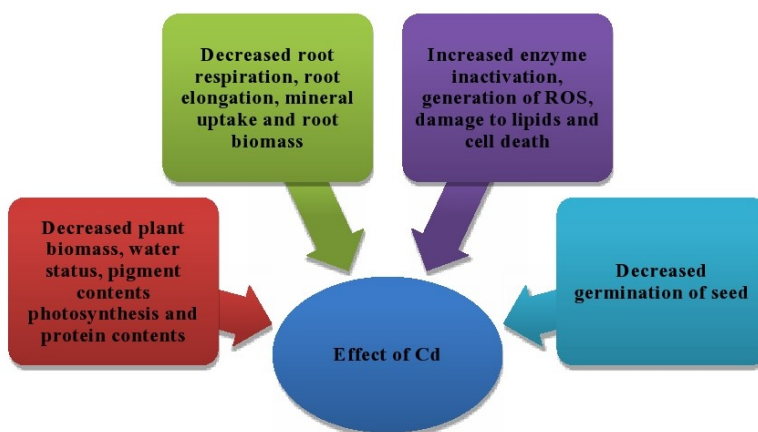 Decreased root
respiration, root
elongation, mineral
uptake and root
biomass
Increased enzyme
inactivation,
generation of ROS,
damage to lipids and
cell death
Decreased plant
biomass, water
status, pigment
contents
photosynthesis and
protein contents
Decreased
germination of seed
Effect of Cd